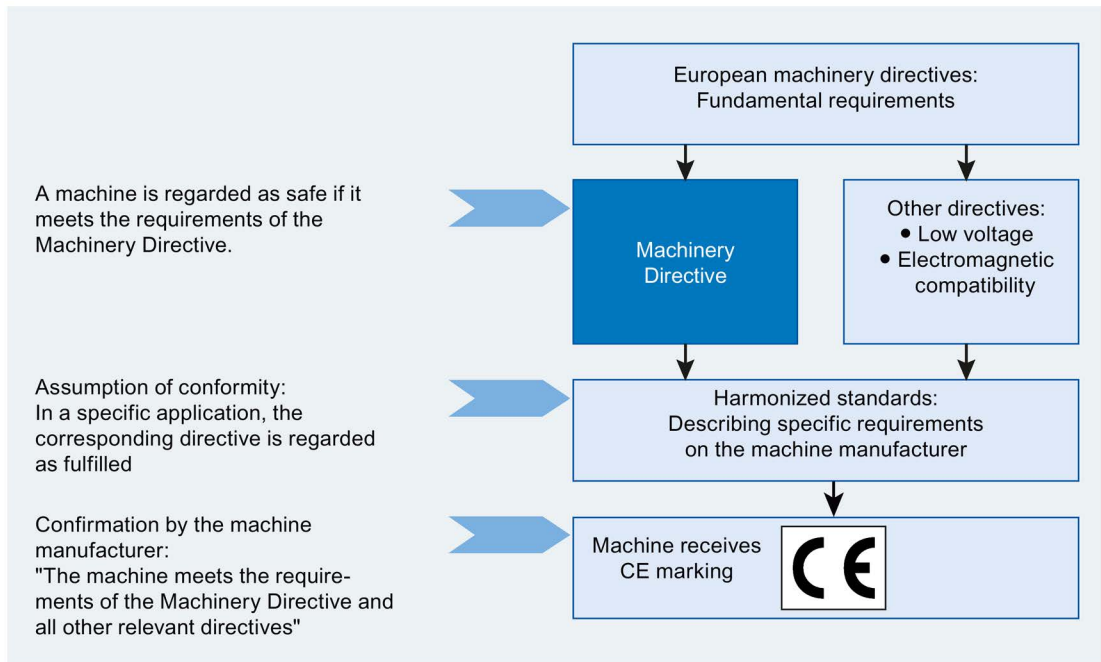 European machinery directives:
Fundamental requirements
A machine is regarded as safe if it
meets the requirements of the
Machinery Directive.
Machinery
Directive
Other directives:
• Low voltage
• Electromagnetic
compatibility
Assumption of conformity:
In a specific application, the
corresponding directive is regarded
as fulfilled
Harmonized standards:
Describing specific requirements
on the machine manufacturer
Confirmation by the machine
manufacturer:
"The machine meets the require-
ments of the Machinery Directive and
all other relevant directives"
Machine receives
CE marking
CE